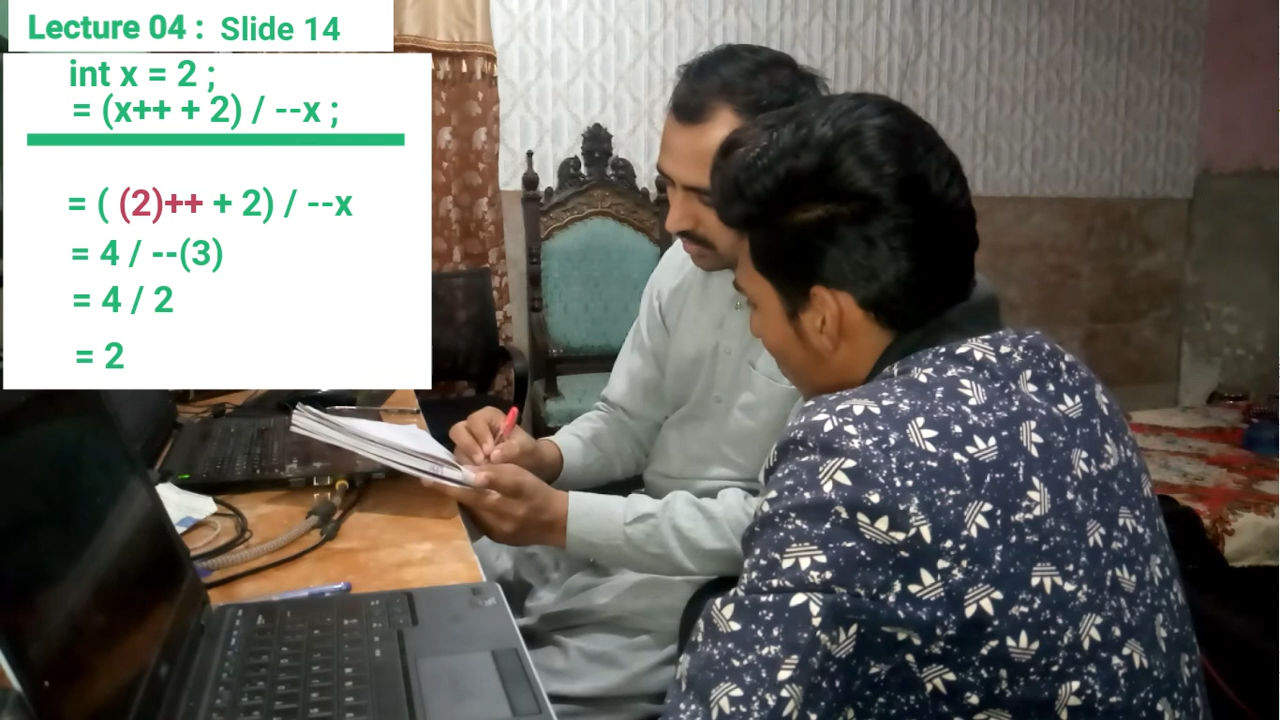 Lecture 04 : Slide 14
int x = 2 ;
= (x++ + 2) / --x ;
= ( (2)++ + 2) / --x
= 4 / --(3)
= 4 / 2
= 2